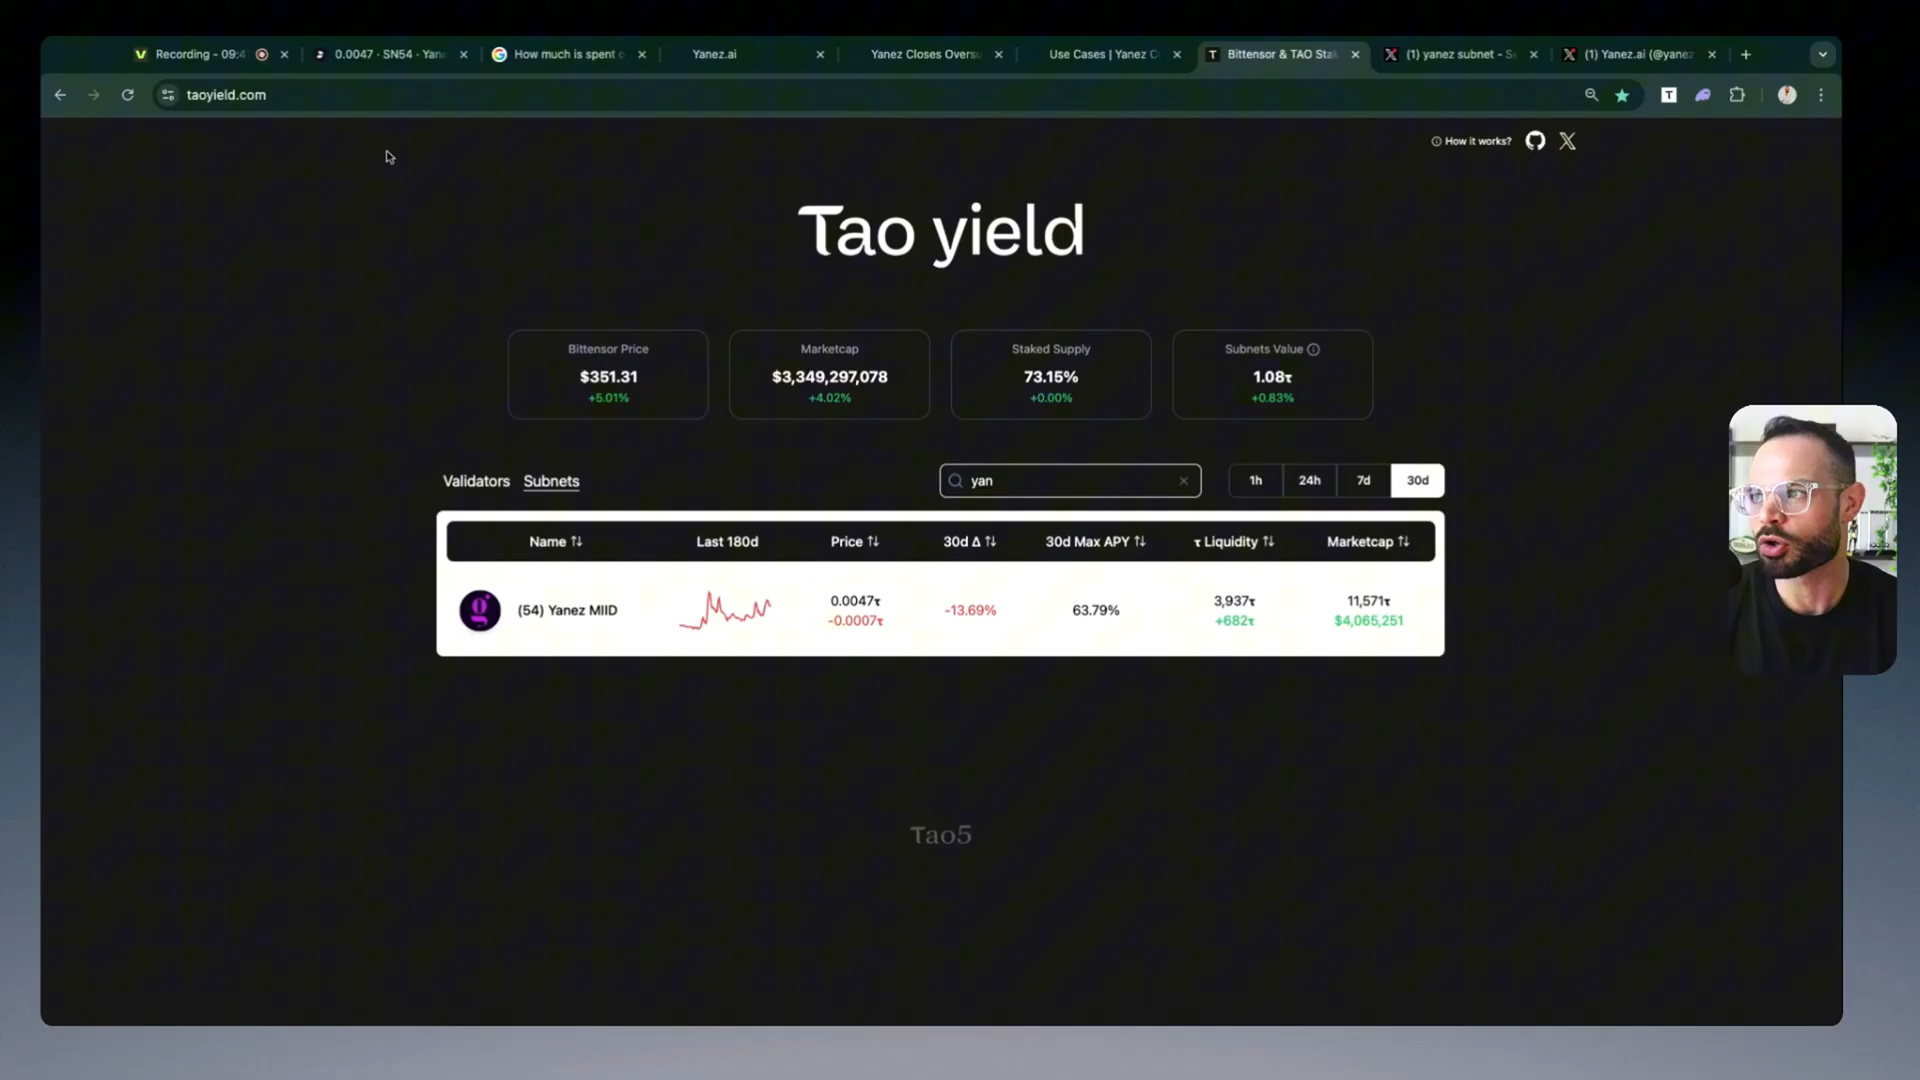 Recording - 09:4
0.0047 · SN54 · Yan
How much is spent o
Yanez.ai
Yanez Closes Oversu
Use Cases | Yanez C
Bittensor & TAO Sta
(1) yanez subnet - Se
(1) Yanez.ai (@yanez
taoyield.com
T
How it works?
Tao yield
Bittensor Price
$351.31
+5.01%
Marketcap
$3,349,297,078
+4.02%
Staked Supply
73.15%
+0.00%
Subnets Value
1.08τ
+0.83%
Validators
Subnets
yan
1h
24h
7d
30d
Name
Last 180d
Price
30d Δ
30d Max APY
τ Liquidity
Marketcap
(54) Yanez MIID
0.0047τ
-0.0007τ
-13.69%
63.79%
3,937τ
+682τ
11,571τ
$4,065,251
Tao5